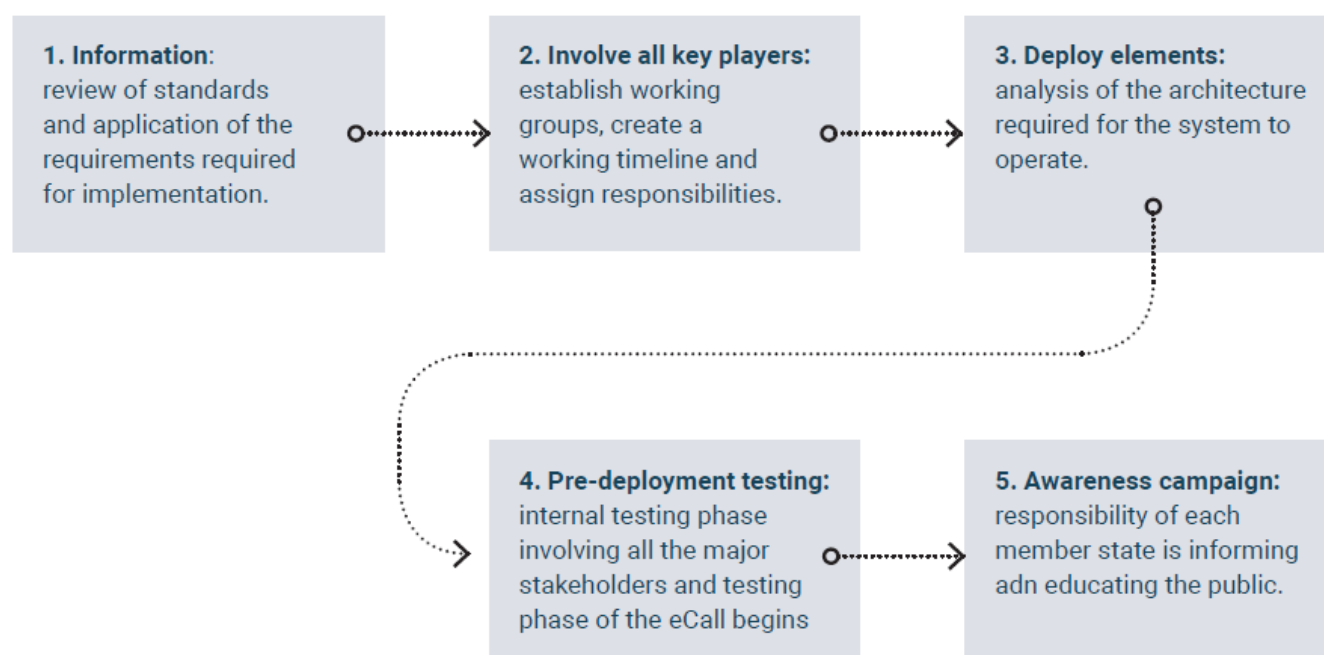 1. Information:
review of standards
and application of the
requirements required
for implementation.
2. Involve all key players:
establish working
groups, create a
working timeline and
assign responsibilities.
3. Deploy elements:
analysis of the architecture
required for the system to
operate.
4. Pre-deployment testing:
internal testing phase
involving all the major
stakeholders and testing
phase of the eCall begins
5. Awareness campaign:
responsibility of each
member state is informing
adn educating the public.